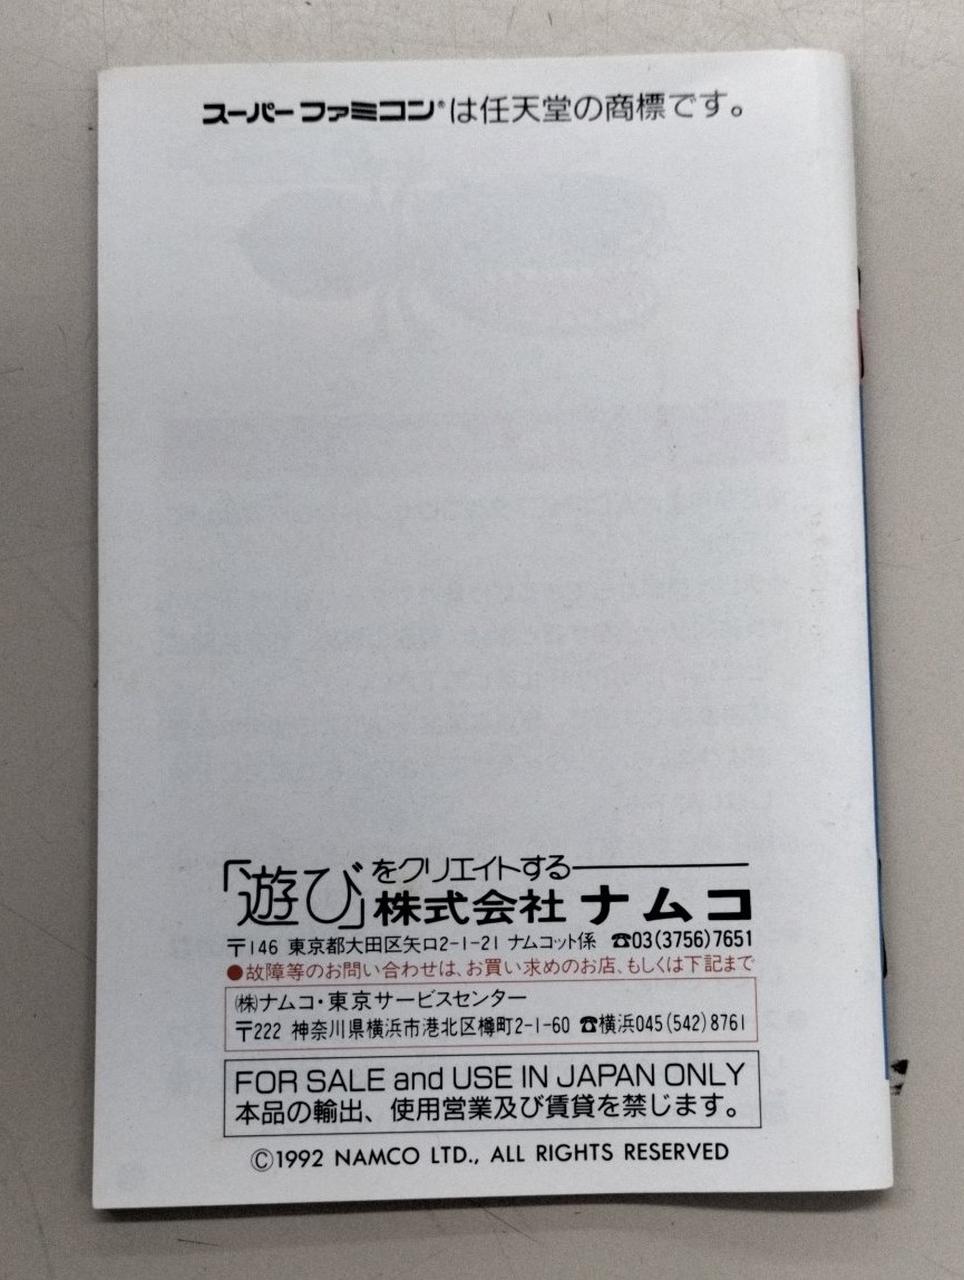 スーパーファミコン®は任天堂の商標です。
「遊び」をクリエイトする
株式会社ナムコ
〒146 東京都大田区矢口2-1-21 ナムコット係 ☎03(3756)7651
●故障等のお問い合わせは、お買い求めのお店、もしくは下記まで
㈱ナムコ・東京サービスセンター
〒222 神奈川県横浜市港北区樽町2-1-60 ☎横浜045(542)8761
FOR SALE and USE IN JAPAN ONLY
本品の輸出、使用営業及び賃貸を禁じます。
©1992 NAMCO LTD., ALL RIGHTS RESERVED